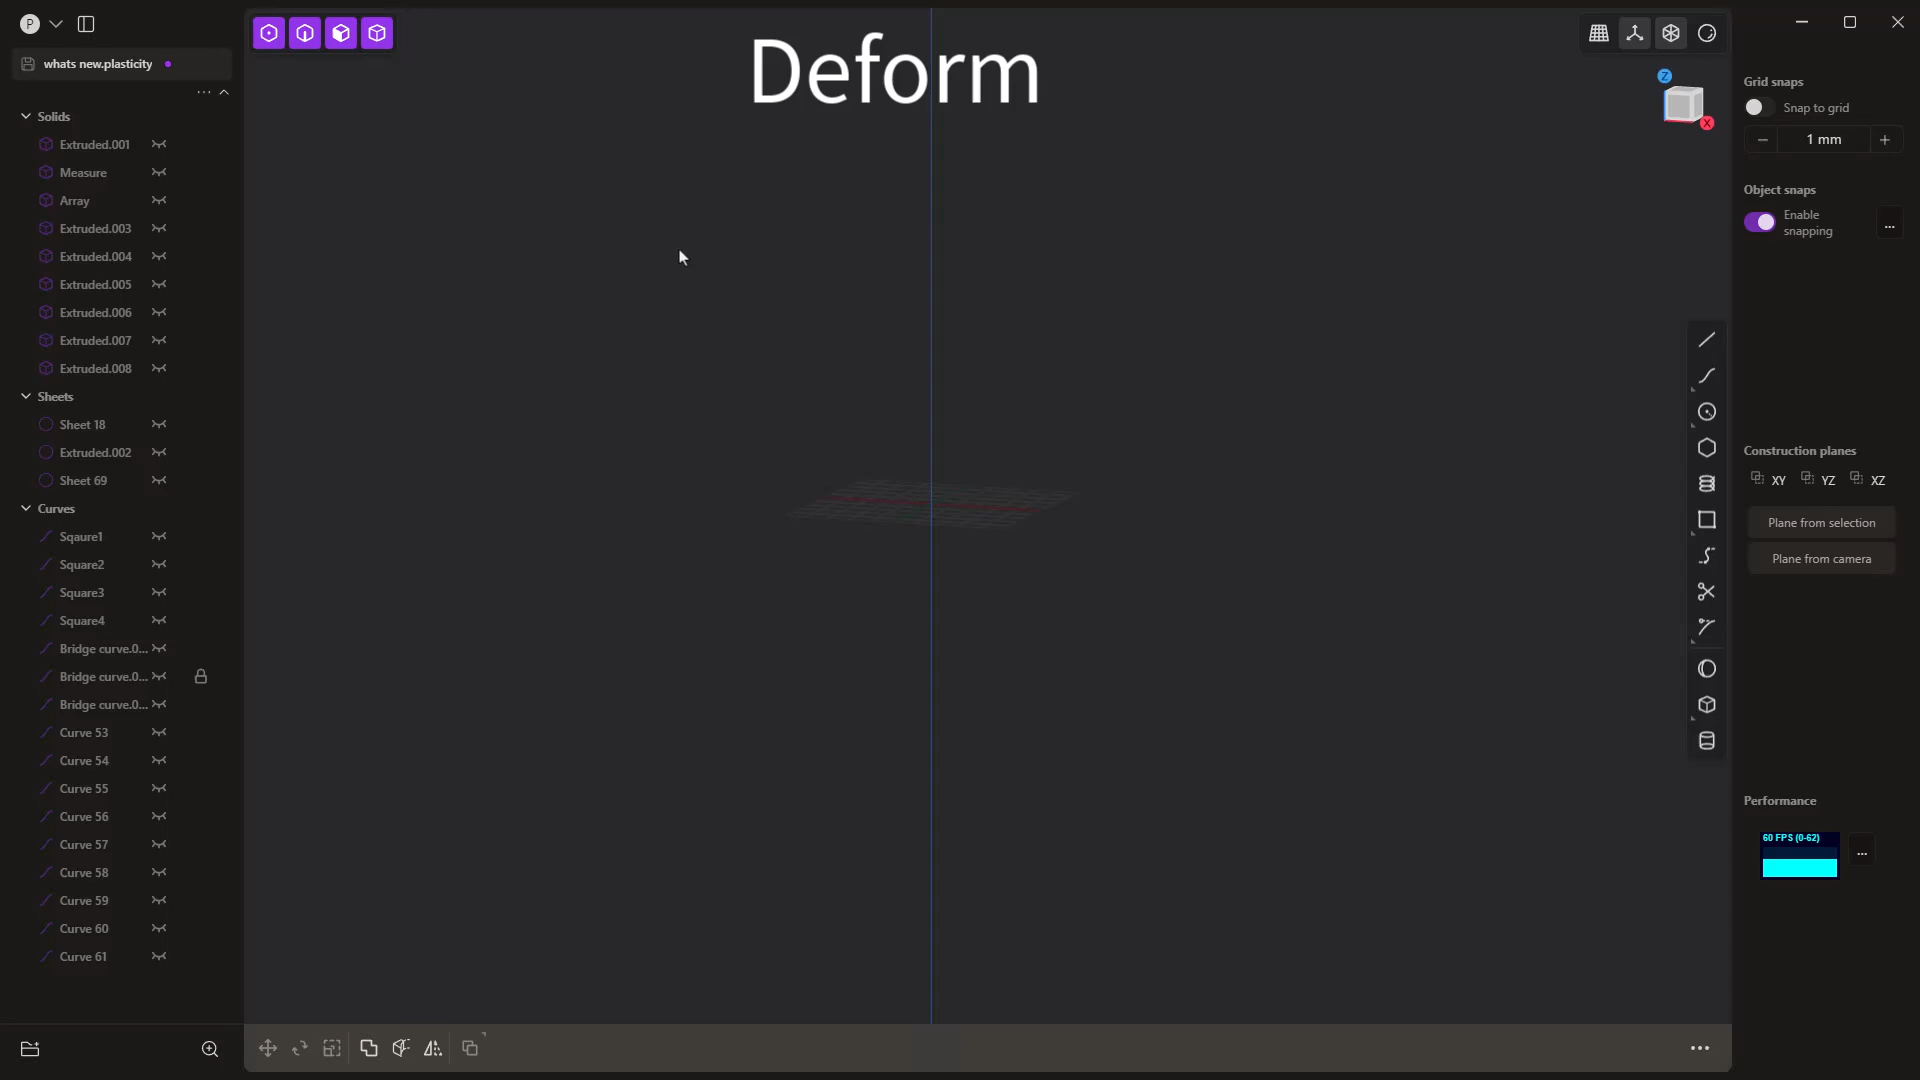 P
whats new.plasticity
Deform
Solids
Extruded.001
Measure
Array
Extruded.003
Extruded.004
Extruded.005
Extruded.006
Extruded.007
Extruded.008
Sheets
Sheet 18
Extruded.002
Sheet 69
Curves
Sqaure1
Square2
Square3
Square4
Bridge curve.0...
Bridge curve.0...
Bridge curve.0...
Curve 53
Curve 54
Curve 55
Curve 56
Curve 57
Curve 58
Curve 59
Curve 60
Curve 61
Z
X
Grid snaps
Snap to grid
1 mm
Object snaps
Enable
snapping
...
Construction planes
XY YZ XZ
Plane from selection
Plane from camera
Performance
60 FPS (0-62)
...